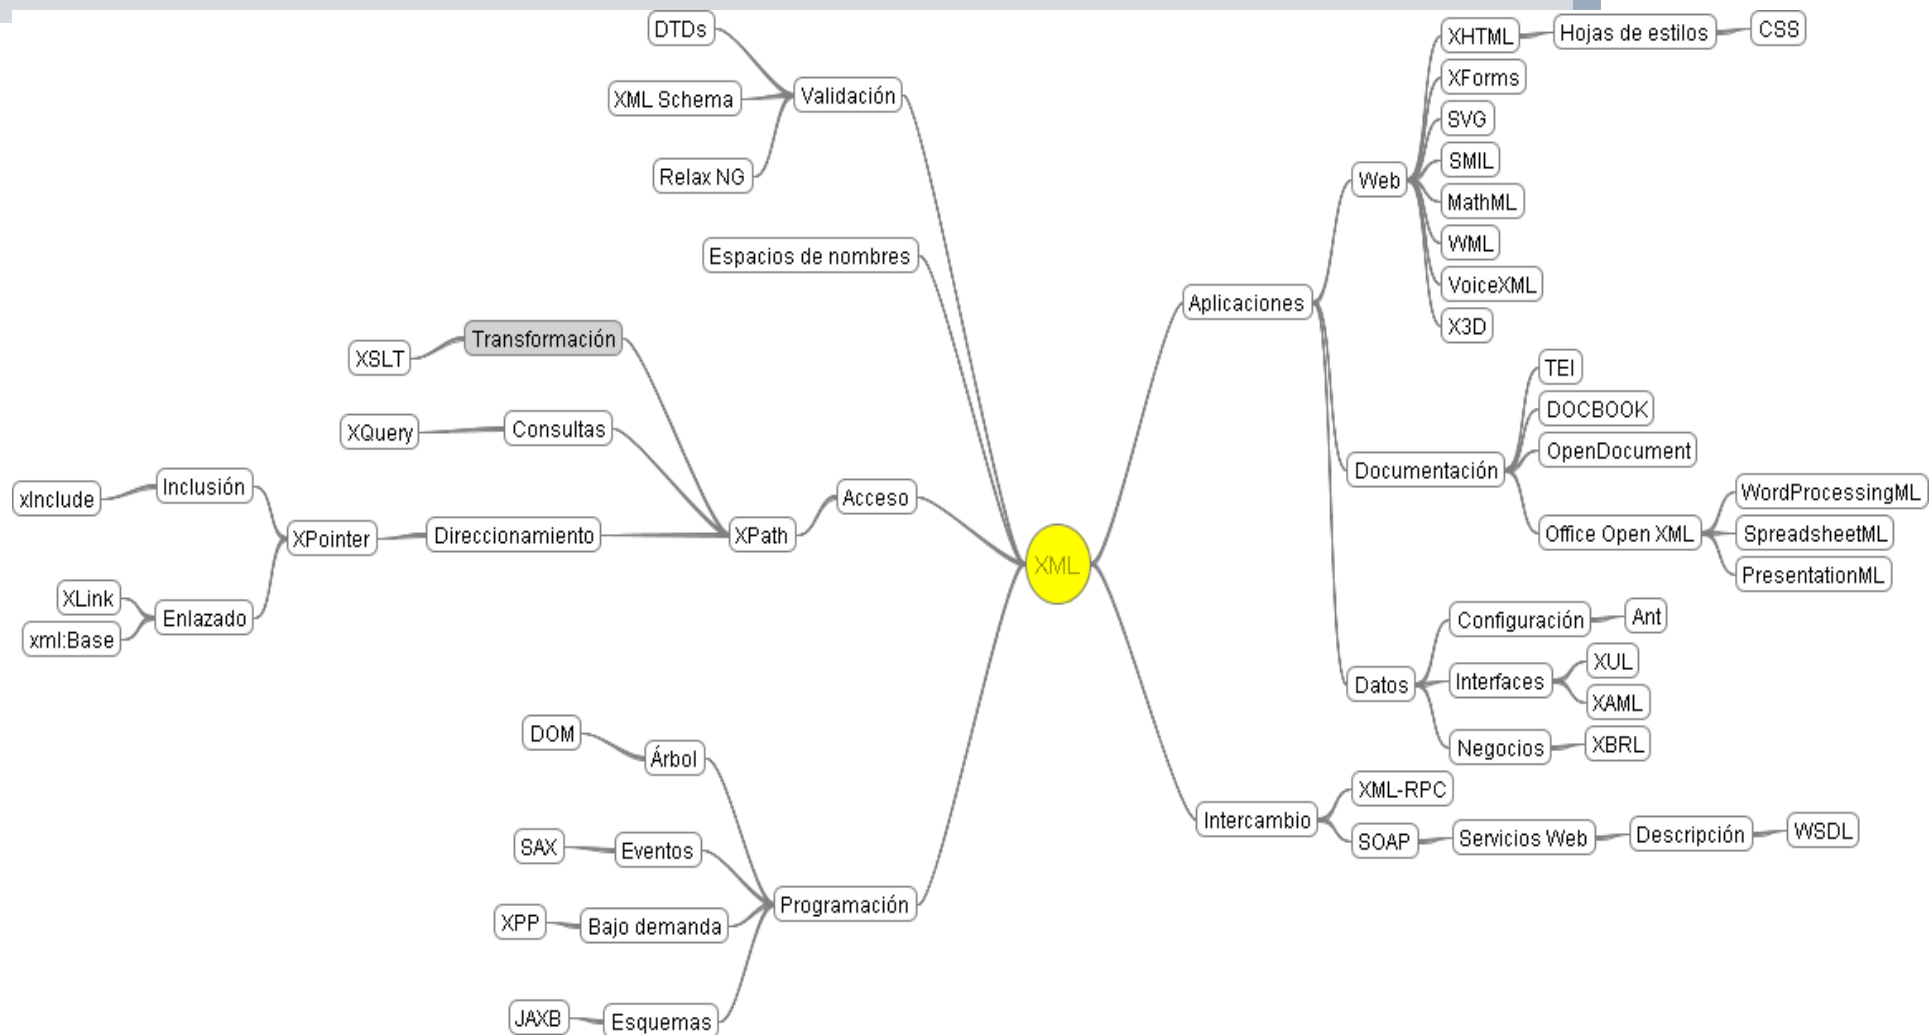 XML
Validación
DTDs
XML Schema
Relax NG
Espacios de nombres
Acceso
XPath
Transformación
XSLT
Consultas
XQuery
Direccionamiento
XPointer
Inclusión
xInclude
Enlazado
XLink
xml:Base
Programación
Árbol
DOM
Eventos
SAX
Bajo demanda
XPP
Esquemas
JAXB
Aplicaciones
Web
XHTML
Hojas de estilos
CSS
XForms
SVG
SMIL
MathML
WML
VoiceXML
X3D
Documentación
TEI
DOCBOOK
OpenDocument
Office Open XML
WordProcessingML
SpreadsheetML
PresentationML
Datos
Configuración
Ant
Interfaces
XUL
XAML
Negocios
XBRL
Intercambio
XML-RPC
SOAP
Servicios Web
Descripción
WSDL